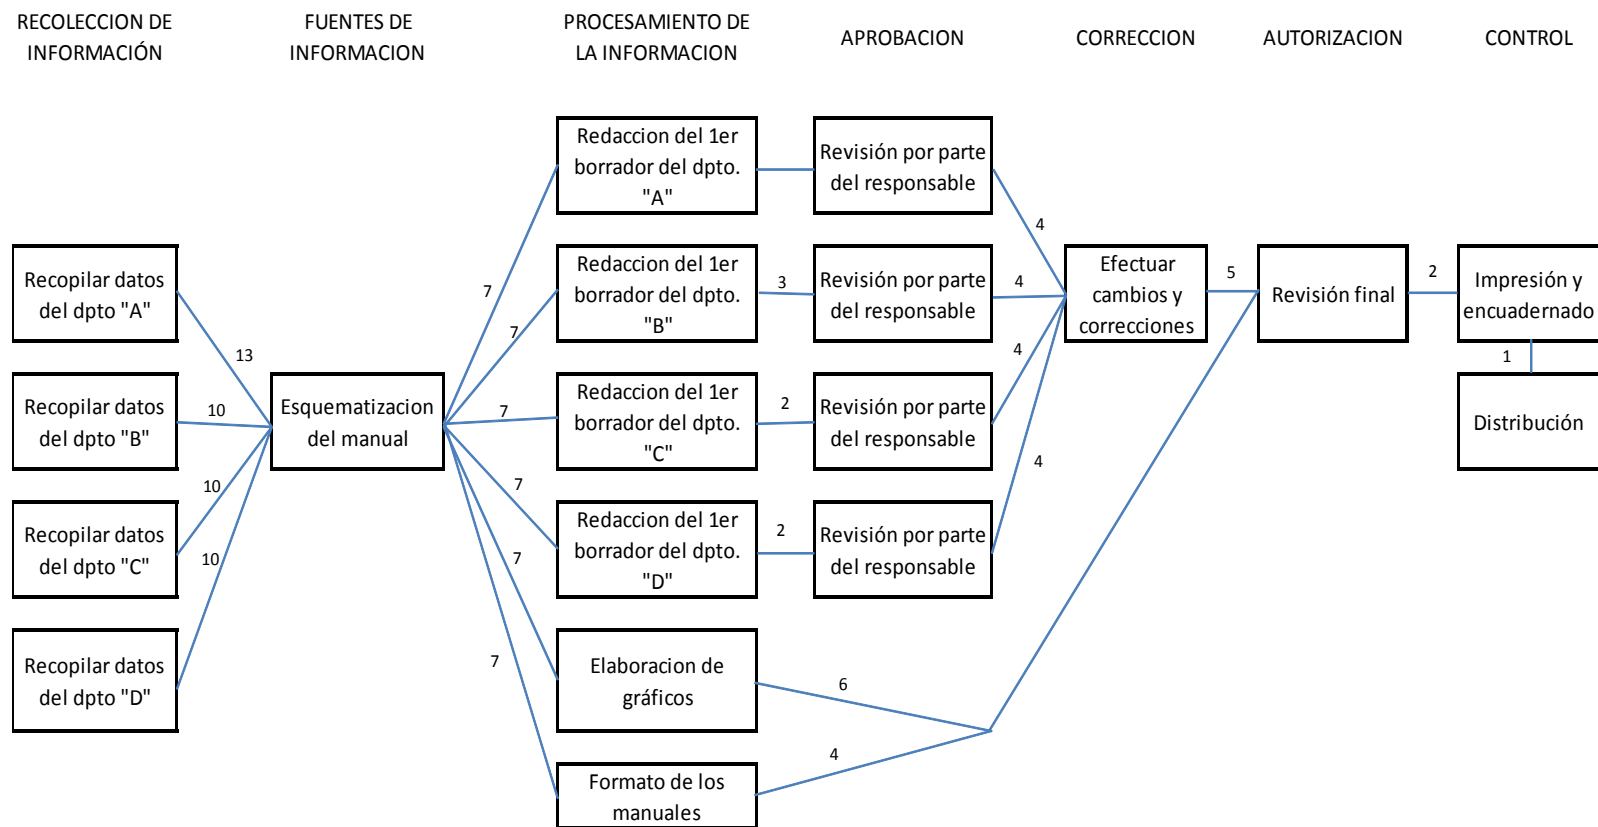 RECOLECCION DE
INFORMACIÓN
FUENTES DE
INFORMACION
PROCESAMIENTO DE
LA INFORMACION
APROBACION
CORRECCION
AUTORIZACION
CONTROL
Recopilar datos
del dpto "A"
Recopilar datos
del dpto "B"
Recopilar datos
del dpto "C"
Recopilar datos
del dpto "D"
13
10
10
10
Esquematizacion
del manual
7
7
7
7
7
7
Redaccion del 1er
borrador del dpto.
"A"
Redaccion del 1er
borrador del dpto.
"B"
Redaccion del 1er
borrador del dpto.
"C"
Redaccion del 1er
borrador del dpto.
"D"
Elaboracion de
gráficos
Formato de los
manuales
3
2
2
6
4
Revisión por parte
del responsable
Revisión por parte
del responsable
Revisión por parte
del responsable
Revisión por parte
del responsable
4
4
4
4
Efectuar
cambios y
correcciones
5
Revisión final
2
Impresión y
encuadernado
1
Distribución